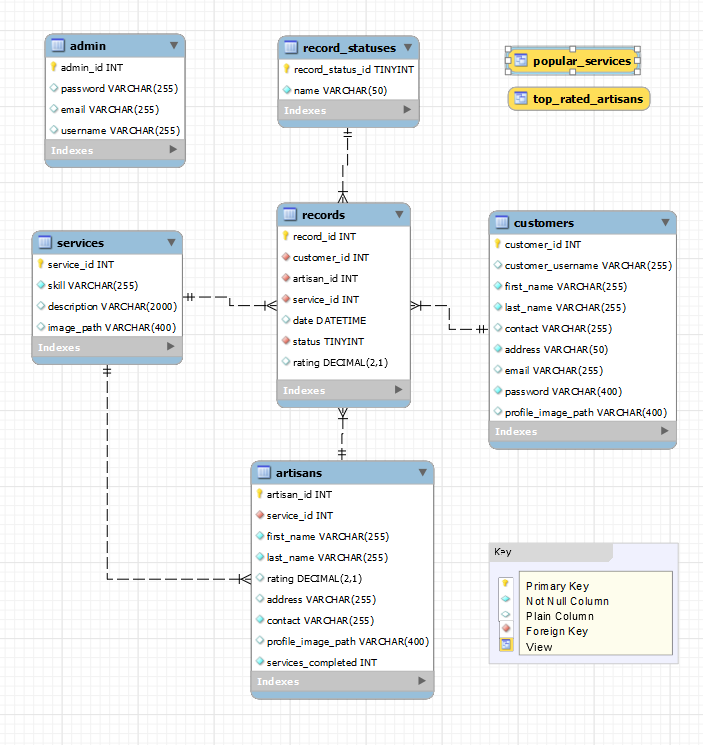 admin
admin_id INT
password VARCHAR(255)
email VARCHAR(255)
username VARCHAR(255)
Indexes
record_statuses
record_status_id TINYINT
name VARCHAR(50)
Indexes
popular_services
top_rated_artisans
services
service_id INT
skill VARCHAR(255)
description VARCHAR(2000)
image_path VARCHAR(400)
Indexes
records
record_id INT
customer_id INT
artisan_id INT
service_id INT
date DATETIME
status TINYINT
rating DECIMAL(2,1)
Indexes
customers
customer_id INT
customer_username VARCHAR(255)
first_name VARCHAR(255)
last_name VARCHAR(255)
contact VARCHAR(255)
address VARCHAR(50)
email VARCHAR(255)
password VARCHAR(400)
profile_image_path VARCHAR(400)
Indexes
artisans
artisan_id INT
service_id INT
first_name VARCHAR(255)
last_name VARCHAR(255)
rating DECIMAL(2,1)
address VARCHAR(255)
contact VARCHAR(255)
profile_image_path VARCHAR(400)
services_completed INT
Indexes
Key
Primary Key
Not Null Column
Plain Column
Foreign Key
View